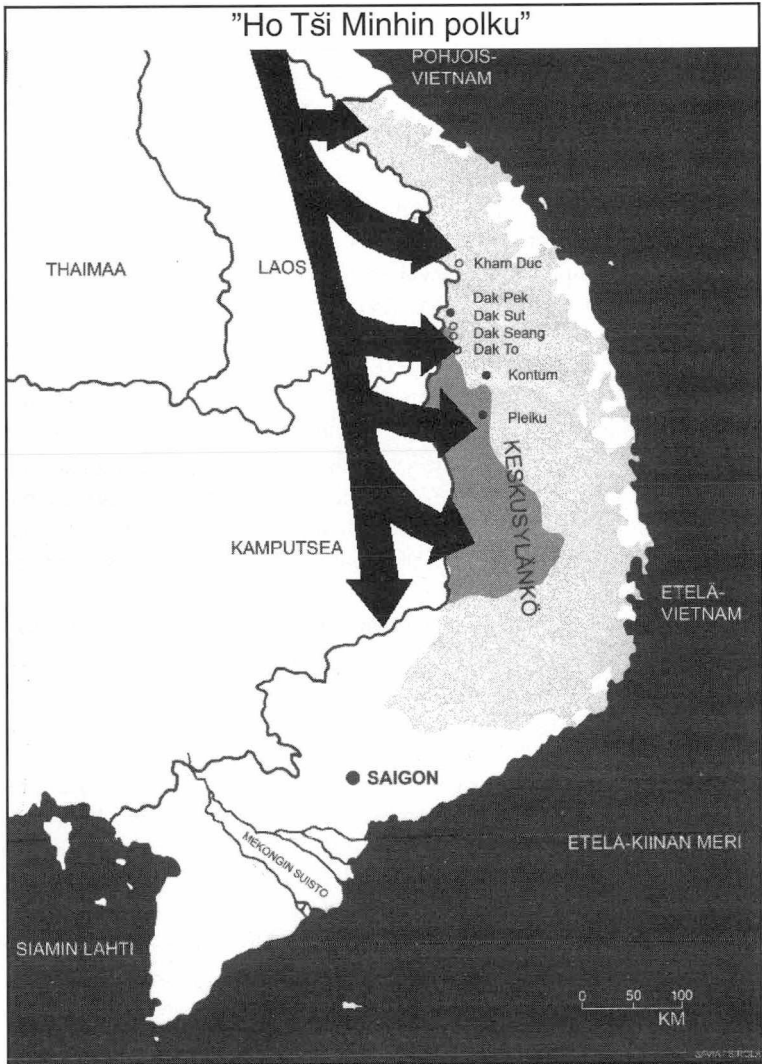 "Ho Tši Minhin polku"
POHJOIS-
VIETNAM
THAIMAA
LAOS
Kham Duc
Dak Pek
Dak Sut
Dak Seang
Dak To
Kontum
Pleiku
KESKUSYLÄNKÖ
KAMPUTSEA
ETELÄ-
VIETNAM
SAIGON
MEKONGIN SUISTO
ETELÄ-KIINAN MERI
SIAMIN LAHTI
0 50 100
KM